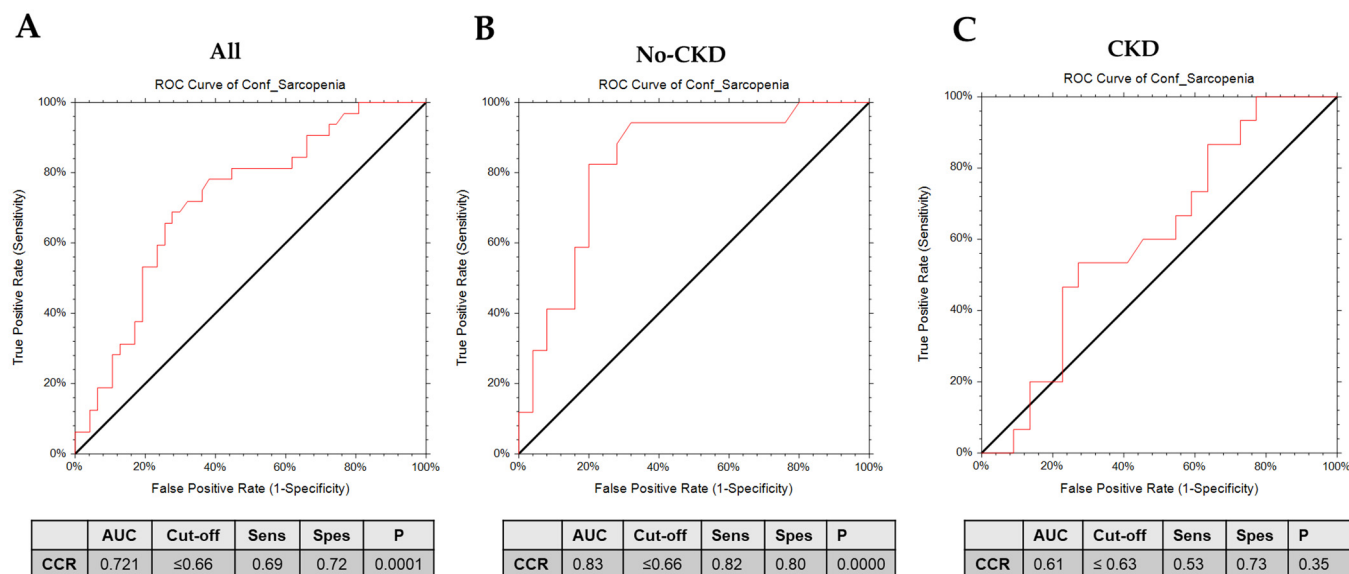 A
All
ROC Curve of Conf_Sarcopenia
True Positive Rate (Sensitivity)
100%
80%
60%
40%
20%
0%
0% 20% 40% 60% 80% 100%
False Positive Rate (1-Specificity)
AUC Cut-off Sens Spes P
CCR 0.721 ≤0.66 0.69 0.72 0.0001
B
No-CKD
ROC Curve of Conf_Sarcopenia
True Positive Rate (Sensitivity)
100%
80%
60%
40%
20%
0%
0% 20% 40% 60% 80% 100%
False Positive Rate (1-Specificity)
AUC Cut-off Sens Spes P
CCR 0.83 ≤0.66 0.82 0.80 0.0000
C
CKD
ROC Curve of Conf_Sarcopenia
True Positive Rate (Sensitivity)
100%
80%
60%
40%
20%
0%
0% 20% 40% 60% 80% 100%
False Positive Rate (1-Specificity)
AUC Cut-off Sens Spes P
CCR 0.61 ≤ 0.63 0.53 0.73 0.35